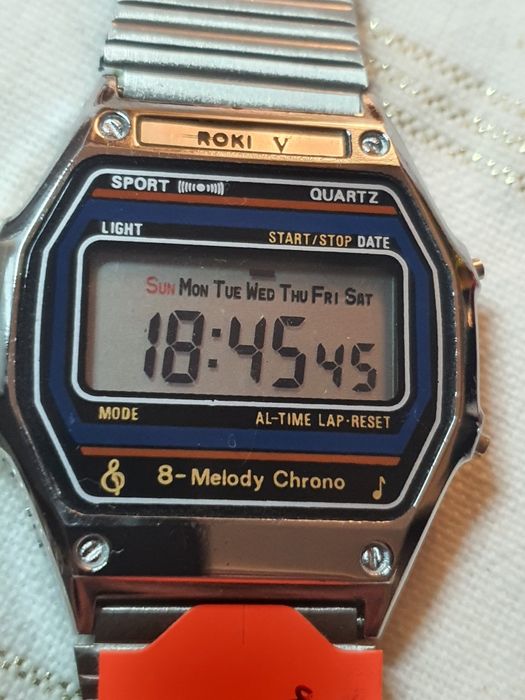 ROKI V
SPORT QUARTZ
LIGHT START/STOP DATE
SUN MON TUE WED THU FRI SAT
18:45 45
MODE AL-TIME LAP·RESET
8-Melody Chrono